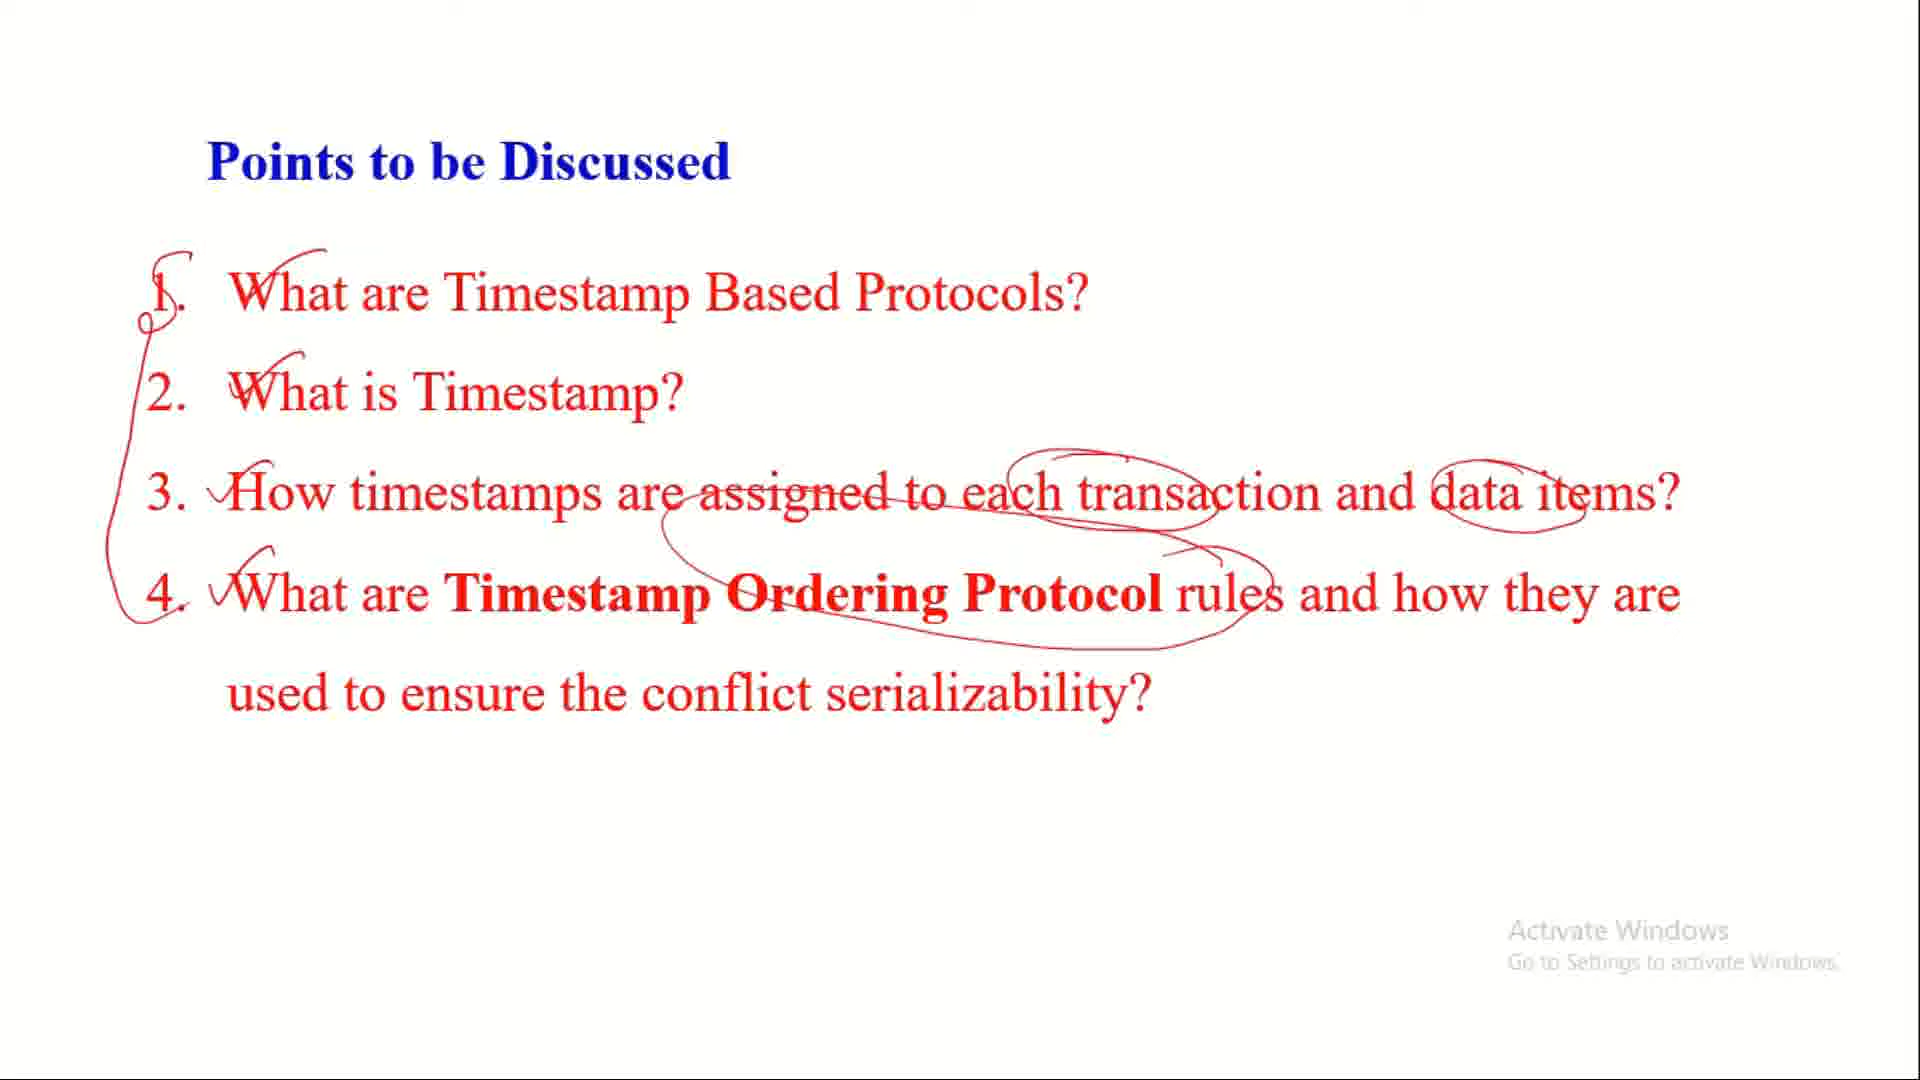 Points to be Discussed
1. What are Timestamp Based Protocols?
2. What is Timestamp?
3. How timestamps are assigned to each transaction and data items?
4. What are Timestamp Ordering Protocol rules and how they are
used to ensure the conflict serializability?
Activate Windows
Go to Settings to activate Windows.